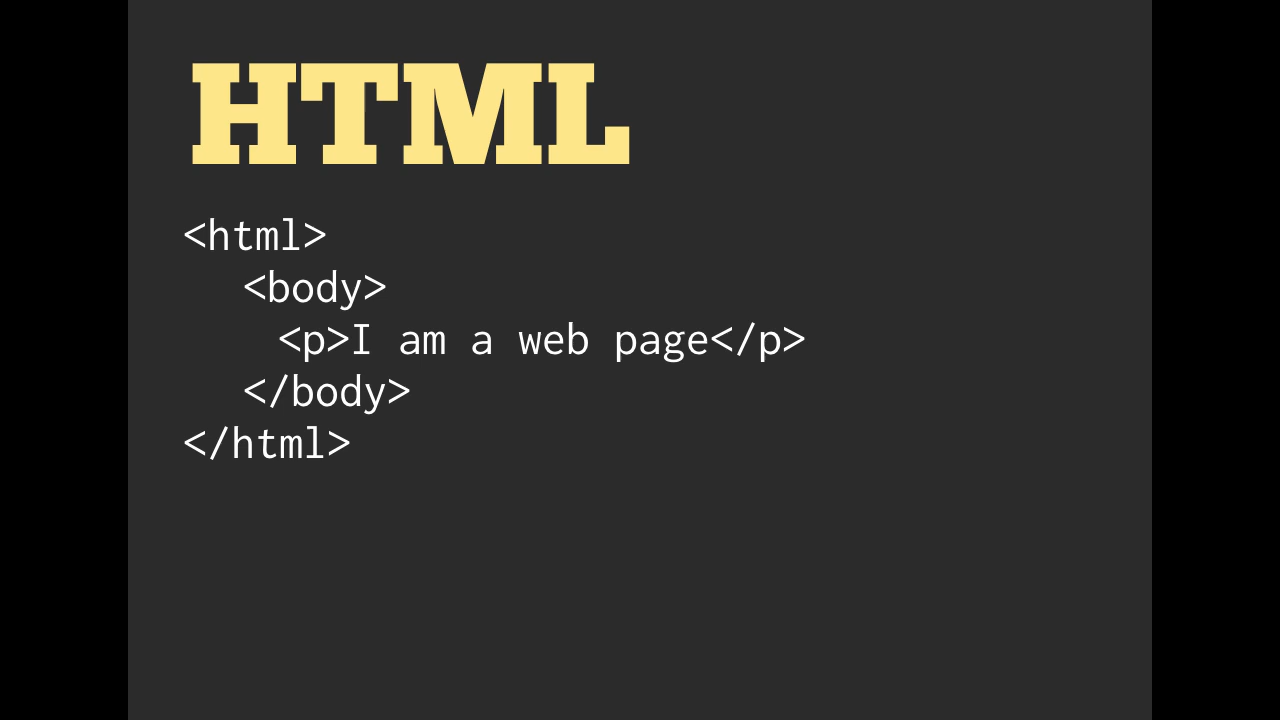 HTML
<html>
<body>
<p>I am a web page</p>
</body>
</html>